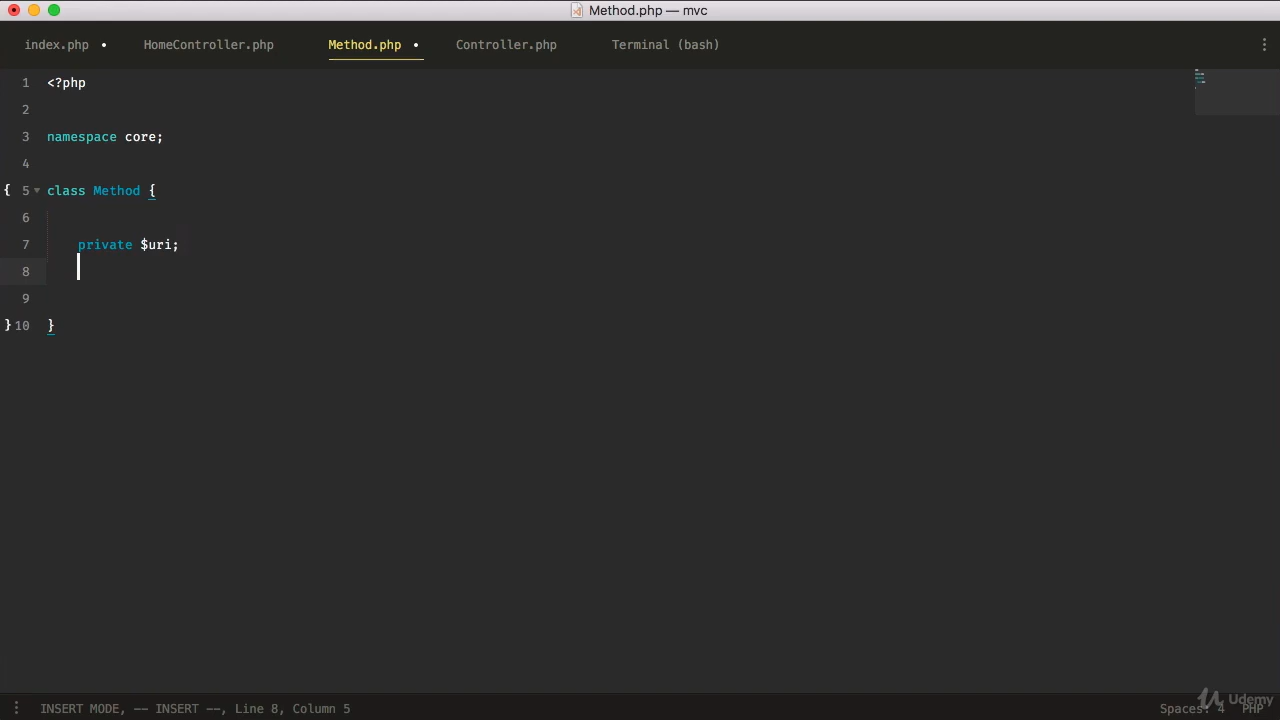 Method.php — mvc
index.php HomeController.php Method.php Controller.php Terminal (bash)
1 <?php
2
3 namespace core;
4
{ 5 class Method {
6
7 private $uri;
8
9
} 10 }
INSERT MODE, -- INSERT --, Line 8, Column 5 Spaces: 4 PHP
Udemy